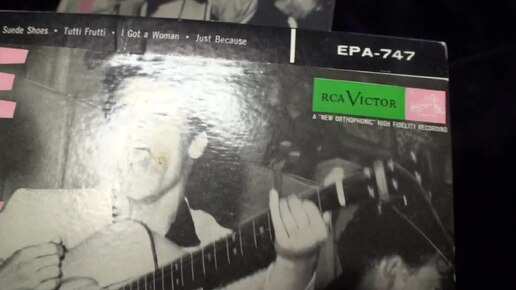 Suede Shoes • Tutti Frutti • I Got a Woman • Just Because
EPA-747
RCA VICTOR
A "NEW ORTHOPHONIC" HIGH FIDELITY RECORDING